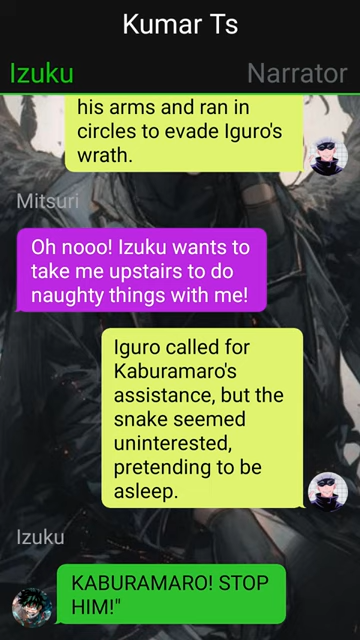 Kumar Ts
Izuku
Narrator
his arms and ran in
circles to evade Iguro's
wrath.
Mitsuri
Oh nooo! Izuku wants to
take me upstairs to do
naughty things with me!
Iguro called for
Kaburamaro's
assistance, but the
snake seemed
uninterested,
pretending to be
asleep.
Izuku
KABURAMARO! STOP
HIM!"